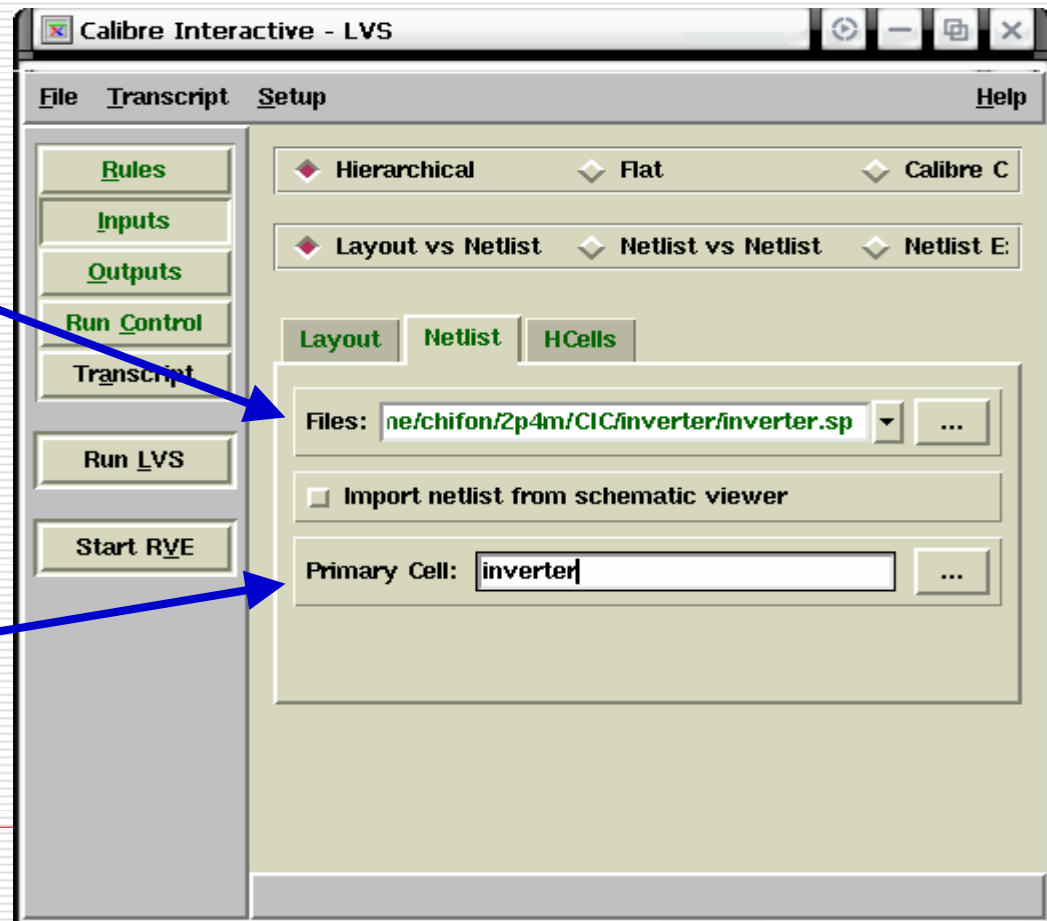 Calibre Interactive - LVS
File Transcript Setup Help
Rules
Inputs
Outputs
Run Control
Transcript
Run LVS
Start RVE
Hierarchical Flat Calibre C
Layout vs Netlist Netlist vs Netlist Netlist E
Layout Netlist HCells
Files: ne/chifon/2p4m/CIC/inverter/inverter.sp ...
Import netlist from schematic viewer
Primary Cell: inverter ...